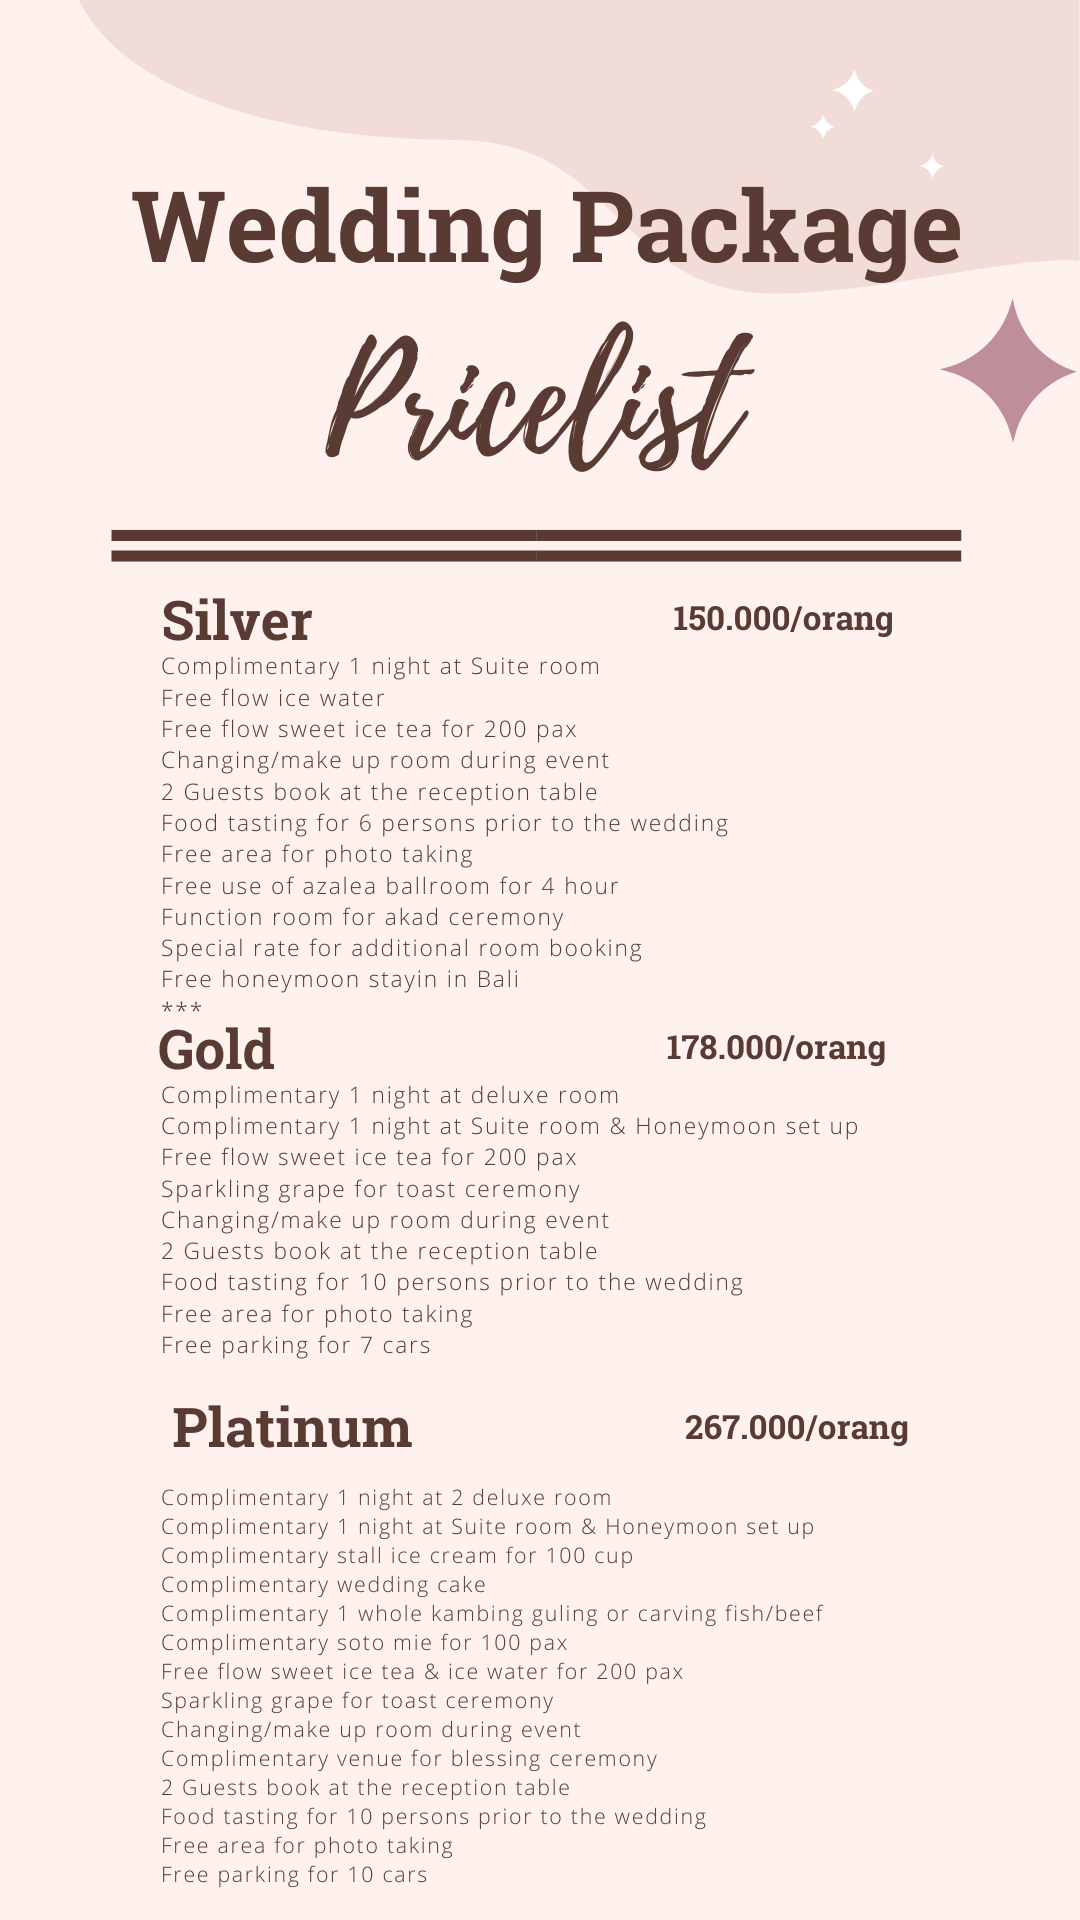 Wedding Package
Pricelist
Silver 150.000/orang
Complimentary 1 night at Suite room
Free flow ice water
Free flow sweet ice tea for 200 pax
Changing/make up room during event
2 Guests book at the reception table
Food tasting for 6 persons prior to the wedding
Free area for photo taking
Free use of azalea ballroom for 4 hour
Function room for akad ceremony
Special rate for additional room booking
Free honeymoon stayin in Bali
***
Gold 178.000/orang
Complimentary 1 night at deluxe room
Complimentary 1 night at Suite room & Honeymoon set up
Free flow sweet ice tea for 200 pax
Sparkling grape for toast ceremony
Changing/make up room during event
2 Guests book at the reception table
Food tasting for 10 persons prior to the wedding
Free area for photo taking
Free parking for 7 cars
Platinum 267.000/orang
Complimentary 1 night at 2 deluxe room
Complimentary 1 night at Suite room & Honeymoon set up
Complimentary stall ice cream for 100 cup
Complimentary wedding cake
Complimentary 1 whole kambing guling or carving fish/beef
Complimentary soto mie for 100 pax
Free flow sweet ice tea & ice water for 200 pax
Sparkling grape for toast ceremony
Changing/make up room during event
Complimentary venue for blessing ceremony
2 Guests book at the reception table
Food tasting for 10 persons prior to the wedding
Free area for photo taking
Free parking for 10 cars